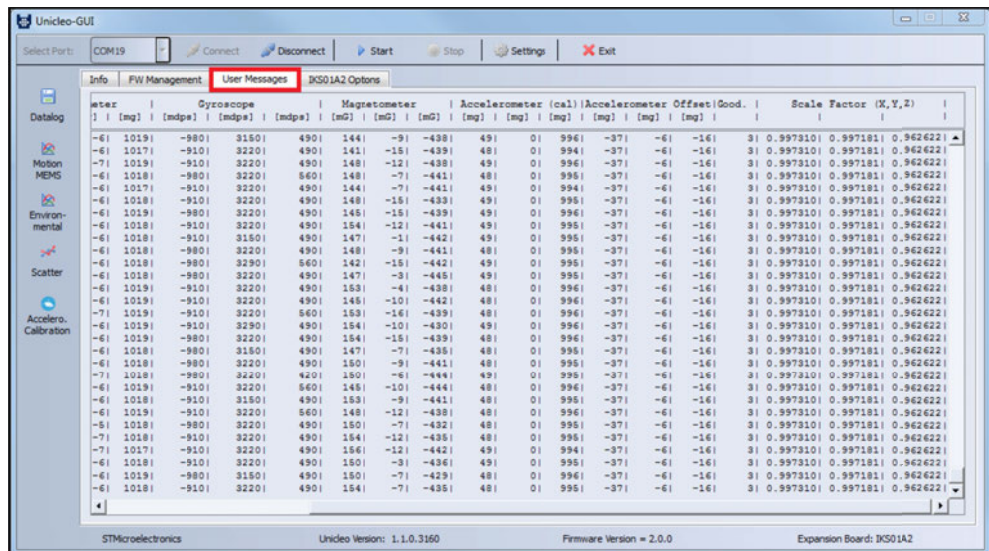 Unicleo-GUI
Select Port: COM19 Connect Disconnect Start Stop Settings Exit
Info FW Management User Messages IKS01A2 Optons
Datalog
Motion MEMS
Environ-mental
Scatter
Accelero. Calibration
eter | Gyroscope | Magnetometer | Accelerometer (cal)|Accelerometer Offset|Good. | Scale Factor (X,Y,Z) |
] | [mg] | [mdps] | [mdps] | [mdps] | [mG] | [mG] | [mG] | [mg] | [mg] | [mg] | [mg] | [mg] | [mg] | | | | |
-6| 1019| -980| 3150| 490| 144| -9| -438| 49| 0| 996| -37| -6| -16| 3| 0.997310| 0.997181| 0.962622|
-6| 1017| -910| 3220| 490| 141| -15| -439| 48| 0| 994| -37| -6| -16| 3| 0.997310| 0.997181| 0.962622|
-7| 1019| -910| 3220| 490| 148| -12| -438| 49| 0| 996| -37| -6| -16| 3| 0.997310| 0.997181| 0.962622|
-6| 1018| -980| 3220| 560| 148| -7| -441| 48| 0| 995| -37| -6| -16| 3| 0.997310| 0.997181| 0.962622|
-6| 1017| -910| 3220| 490| 144| -7| -441| 49| 0| 994| -37| -6| -16| 3| 0.997310| 0.997181| 0.962622|
-6| 1018| -910| 3220| 490| 148| -15| -433| 49| 0| 995| -37| -6| -16| 3| 0.997310| 0.997181| 0.962622|
-6| 1019| -980| 3220| 490| 145| -15| -439| 49| 0| 996| -37| -6| -16| 3| 0.997310| 0.997181| 0.962622|
-6| 1018| -910| 3220| 490| 154| -12| -441| 49| 0| 995| -37| -6| -16| 3| 0.997310| 0.997181| 0.962622|
-6| 1018| -910| 3150| 490| 147| -1| -442| 49| 0| 995| -37| -6| -16| 3| 0.997310| 0.997181| 0.962622|
-6| 1018| -980| 3220| 490| 148| -9| -441| 48| 0| 995| -37| -6| -16| 3| 0.997310| 0.997181| 0.962622|
-6| 1018| -980| 3290| 560| 142| -15| -442| 49| 0| 995| -37| -6| -16| 3| 0.997310| 0.997181| 0.962622|
-6| 1018| -980| 3220| 490| 147| -3| -445| 49| 0| 995| -37| -6| -16| 3| 0.997310| 0.997181| 0.962622|
-6| 1019| -910| 3220| 490| 153| -4| -438| 49| 0| 996| -37| -6| -16| 3| 0.997310| 0.997181| 0.962622|
-6| 1019| -910| 3220| 490| 145| -10| -442| 48| 0| 996| -37| -6| -16| 3| 0.997310| 0.997181| 0.962622|
-7| 1019| -910| 3220| 560| 153| -16| -439| 48| 0| 996| -37| -6| -16| 3| 0.997310| 0.997181| 0.962622|
-6| 1019| -910| 3290| 490| 154| -10| -430| 49| 0| 996| -37| -6| -16| 3| 0.997310| 0.997181| 0.962622|
-6| 1019| -980| 3220| 490| 154| -15| -439| 48| 0| 996| -37| -6| -16| 3| 0.997310| 0.997181| 0.962622|
-6| 1018| -980| 3150| 490| 147| -7| -435| 48| 0| 995| -37| -6| -16| 3| 0.997310| 0.997181| 0.962622|
-6| 1018| -980| 3220| 490| 150| -9| -441| 48| 0| 995| -37| -6| -16| 3| 0.997310| 0.997181| 0.962622|
-7| 1018| -980| 3220| 420| 150| -6| -444| 49| 0| 995| -37| -6| -16| 3| 0.997310| 0.997181| 0.962622|
-6| 1019| -910| 3220| 560| 145| -10| -444| 48| 0| 996| -37| -6| -16| 3| 0.997310| 0.997181| 0.962622|
-6| 1018| -910| 3150| 490| 153| -9| -441| 48| 0| 995| -37| -6| -16| 3| 0.997310| 0.997181| 0.962622|
-6| 1019| -910| 3220| 560| 148| -12| -438| 48| 0| 996| -37| -6| -16| 3| 0.997310| 0.997181| 0.962622|
-5| 1018| -910| 3220| 490| 150| -7| -432| 48| 0| 995| -37| -6| -16| 3| 0.997310| 0.997181| 0.962622|
-7| 1018| -910| 3220| 490| 154| -12| -435| 48| 0| 995| -37| -6| -16| 3| 0.997310| 0.997181| 0.962622|
-7| 1017| -910| 3220| 490| 156| -12| -442| 49| 0| 994| -37| -6| -16| 3| 0.997310| 0.997181| 0.962622|
-6| 1018| -910| 3220| 490| 150| -3| -436| 49| 0| 995| -37| -6| -16| 3| 0.997310| 0.997181| 0.962622|
-6| 1019| -980| 3150| 490| 150| -7| -429| 49| 0| 996| -37| -6| -16| 3| 0.997310| 0.997181| 0.962622|
-6| 1018| -910| 3220| 490| 154| -7| -435| 48| 0| 995| -37| -6| -16| 3| 0.997310| 0.997181| 0.962622|
STMicroelectronics Unicleo Version: 1.1.0.3160 Firmware Version = 2.0.0 Expansion Board: IKS01A2